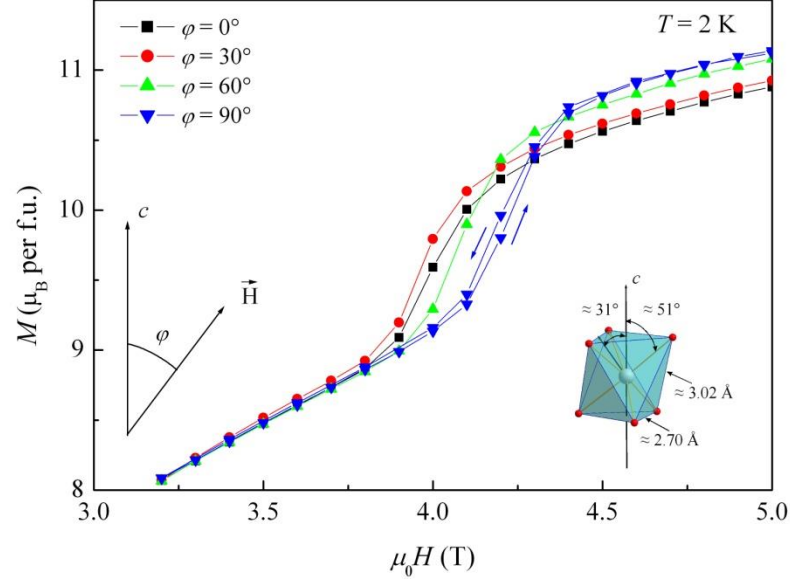 φ = 0°
φ = 30°
φ = 60°
φ = 90°
T = 2 K
M (μB per f.u.)
11
10
9
8
c
H
φ
c
≈ 31°
≈ 51°
≈ 3.02 Å
≈ 2.70 Å
3.0 3.5 4.0 4.5 5.0
μ0H (T)